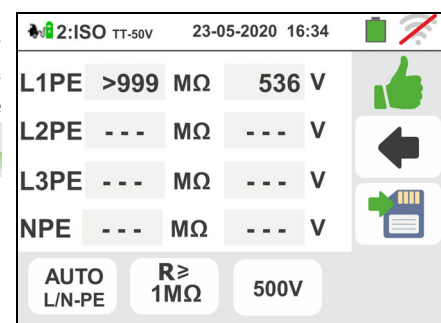 2:ISO TT-50V 23-05-2020 16:34
L1PE >999 MΩ 536 V
L2PE - - - MΩ - - - V
L3PE - - - MΩ - - - V
NPE - - - MΩ - - - V
AUTO R≥ 500V
L/N-PE 1MΩ